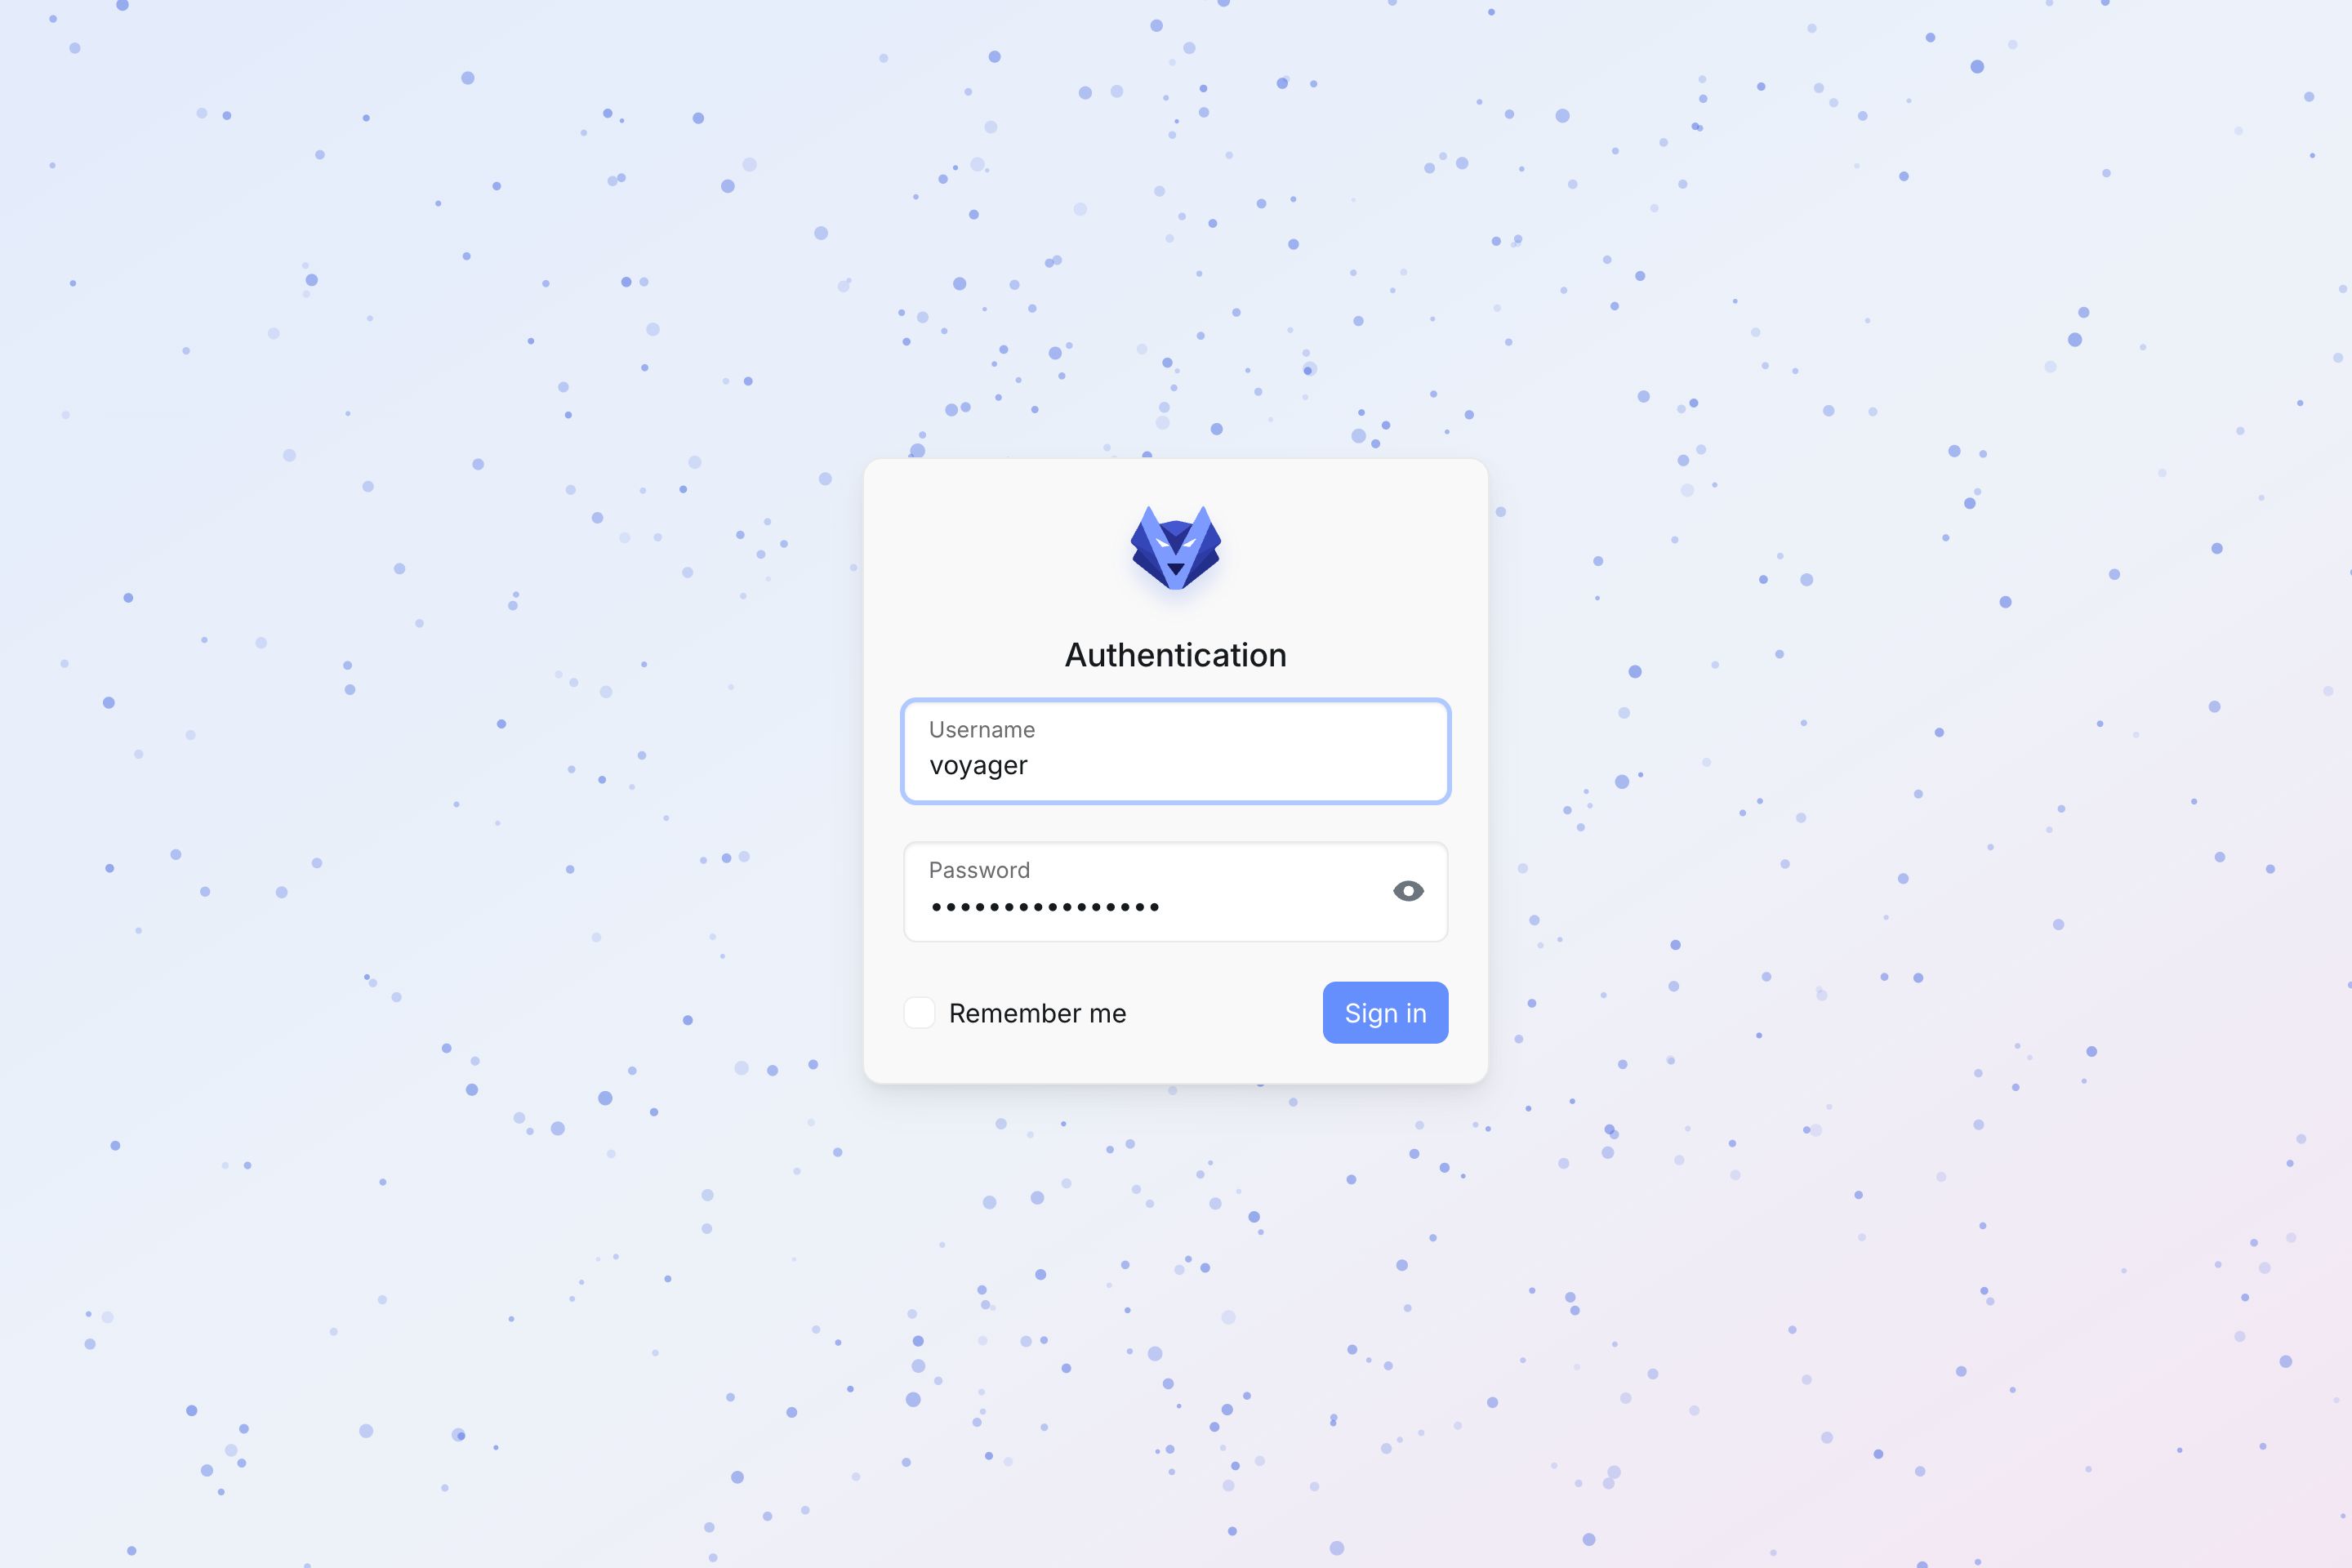 Authentication
Username
voyager
Password
••••••••••••••••
Remember me
Sign in